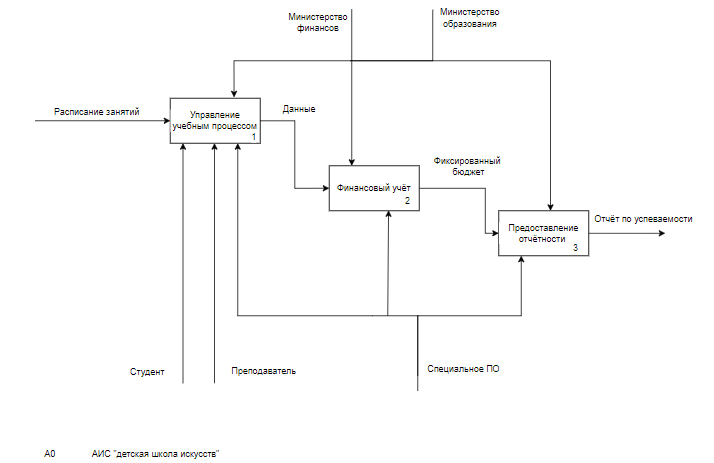 Министерство
финансов
Министерство
образования
Расписание занятий
Управление
учебным процессом
1
Данные
Финансовый учёт
2
Фиксированный
бюджет
Предоставление
отчётности
3
Отчёт по успеваемости
Студент
Преподаватель
Специальное ПО
A0 АИС "детская школа искусств"